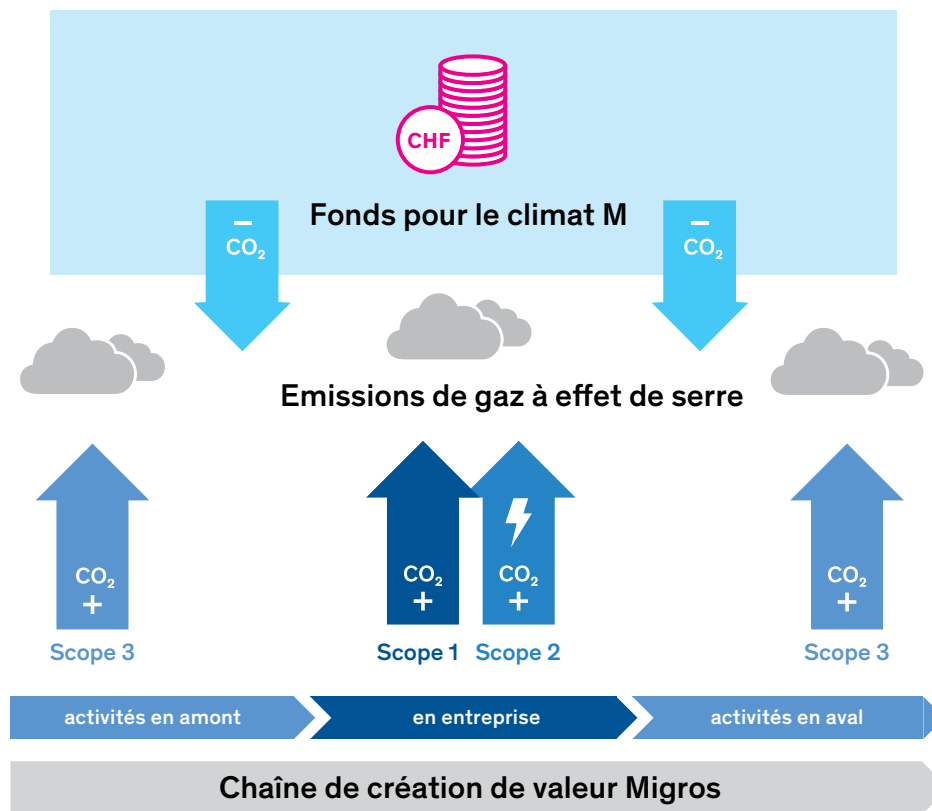 CHF
Fonds pour le climat M
−
CO₂
−
CO₂
Emissions de gaz à effet de serre
CO₂
+
CO₂
+
CO₂
+
CO₂
+
Scope 3
Scope 1
Scope 2
Scope 3
activités en amont
en entreprise
activités en aval
Chaîne de création de valeur Migros